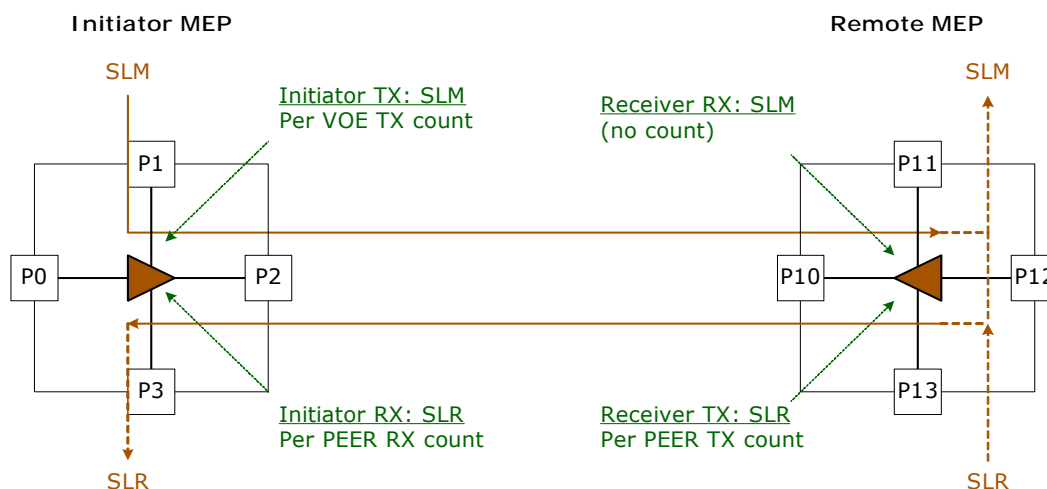 Initiator MEP
Remote MEP
SLM
SLM
Initiator TX: SLM
Per VOE TX count
Receiver RX: SLM
(no count)
P1
P11
P0
P2
P10
P12
P3
P13
Initiator RX: SLR
Per PEER RX count
Receiver TX: SLR
Per PEER TX count
SLR
SLR